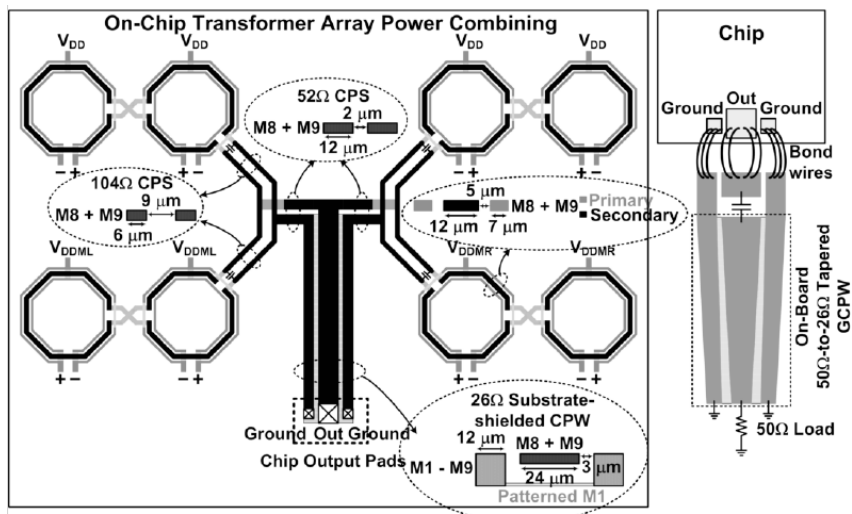 On-Chip Transformer Array Power Combining
Chip
VDD
VDD
VDD
VDD
52Ω CPS
2 μm
M8 + M9
12 μm
Ground
Out
Ground
Bond
wires
- +
- +
- +
- +
104Ω CPS
9 μm
M8 + M9
6 μm
5 μm
M8 + M9
12 μm
7 μm
Primary
Secondary
VDDML
VDDML
VDDMR
VDDMR
On-Board
50Ω-to-26Ω Tapered
GCPW
+ -
- +
+ -
- +
26Ω Substrate-
shielded CPW
Ground Out Ground
Chip Output Pads
12 μm
M8 + M9
M1 - M9
3 μm
24 μm
Patterned M1
50Ω Load